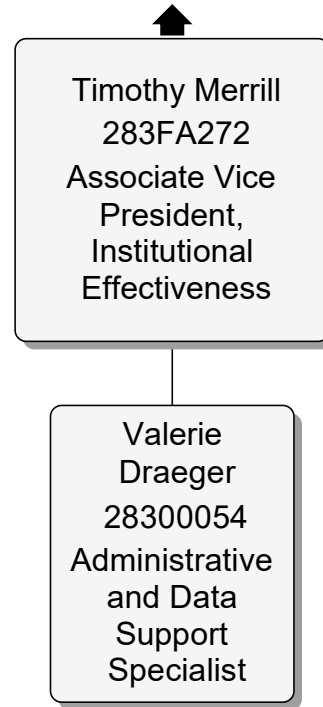 Timothy Merrill
283FA272
Associate Vice
President,
Institutional
Effectiveness
Valerie
Draeger
28300054
Administrative
and Data
Support
Specialist